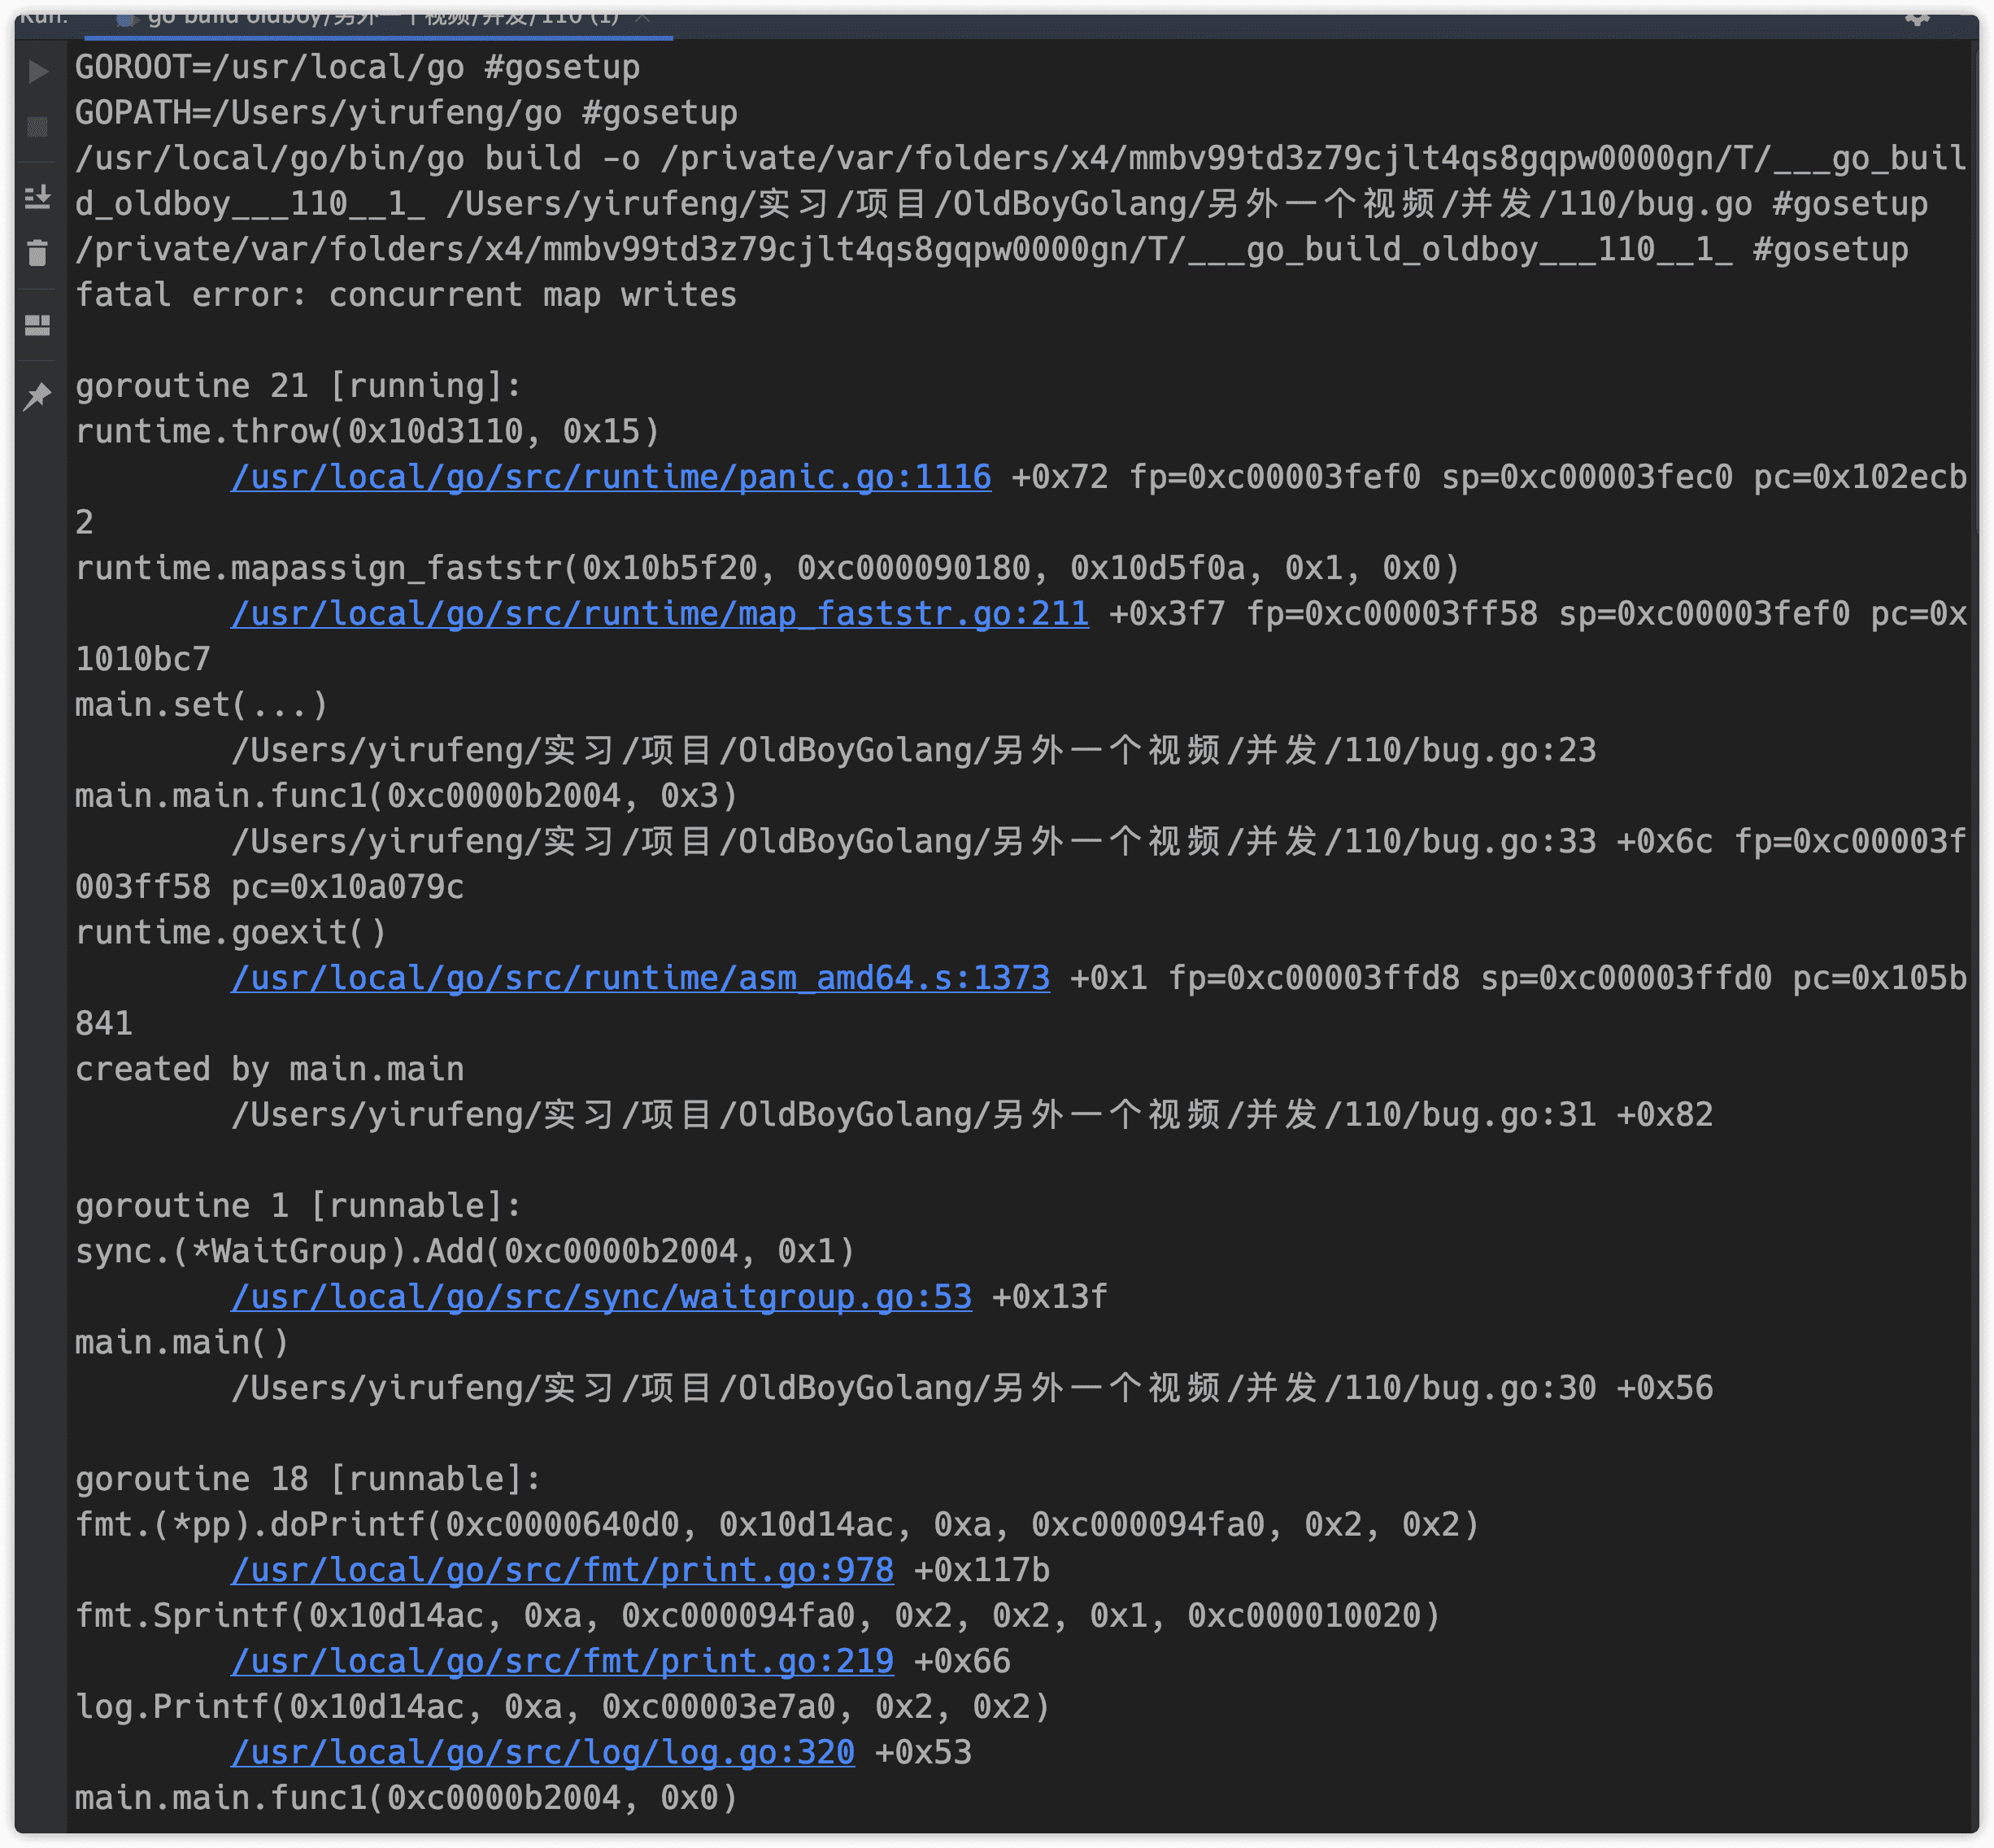 Run: go build oldboy/另外一个视频/并发/110 (1)
GOROOT=/usr/local/go #gosetup
GOPATH=/Users/yirufeng/go #gosetup
/usr/local/go/bin/go build -o /private/var/folders/x4/mmbv99td3z79cjlt4qs8gqpw0000gn/T/___go_buil
d_oldboy___110__1_ /Users/yirufeng/实习/项目/OldBoyGolang/另外一个视频/并发/110/bug.go #gosetup
/private/var/folders/x4/mmbv99td3z79cjlt4qs8gqpw0000gn/T/___go_build_oldboy___110__1_ #gosetup
fatal error: concurrent map writes
goroutine 21 [running]:
runtime.throw(0x10d3110, 0x15)
/usr/local/go/src/runtime/panic.go:1116 +0x72 fp=0xc00003fef0 sp=0xc00003fec0 pc=0x102ecb
2
runtime.mapassign_faststr(0x10b5f20, 0xc000090180, 0x10d5f0a, 0x1, 0x0)
/usr/local/go/src/runtime/map_faststr.go:211 +0x3f7 fp=0xc00003ff58 sp=0xc00003fef0 pc=0x
1010bc7
main.set(...)
/Users/yirufeng/实习/项目/OldBoyGolang/另外一个视频/并发/110/bug.go:23
main.main.func1(0xc0000b2004, 0x3)
/Users/yirufeng/实习/项目/OldBoyGolang/另外一个视频/并发/110/bug.go:33 +0x6c fp=0xc00003f
003ff58 pc=0x10a079c
runtime.goexit()
/usr/local/go/src/runtime/asm_amd64.s:1373 +0x1 fp=0xc00003ffd8 sp=0xc00003ffd0 pc=0x105b
841
created by main.main
/Users/yirufeng/实习/项目/OldBoyGolang/另外一个视频/并发/110/bug.go:31 +0x82
goroutine 1 [runnable]:
sync.(*WaitGroup).Add(0xc0000b2004, 0x1)
/usr/local/go/src/sync/waitgroup.go:53 +0x13f
main.main()
/Users/yirufeng/实习/项目/OldBoyGolang/另外一个视频/并发/110/bug.go:30 +0x56
goroutine 18 [runnable]:
fmt.(*pp).doPrintf(0xc0000640d0, 0x10d14ac, 0xa, 0xc000094fa0, 0x2, 0x2)
/usr/local/go/src/fmt/print.go:978 +0x117b
fmt.Sprintf(0x10d14ac, 0xa, 0xc000094fa0, 0x2, 0x2, 0x1, 0xc000010020)
/usr/local/go/src/fmt/print.go:219 +0x66
log.Printf(0x10d14ac, 0xa, 0xc00003e7a0, 0x2, 0x2)
/usr/local/go/src/log/log.go:320 +0x53
main.main.func1(0xc0000b2004, 0x0)